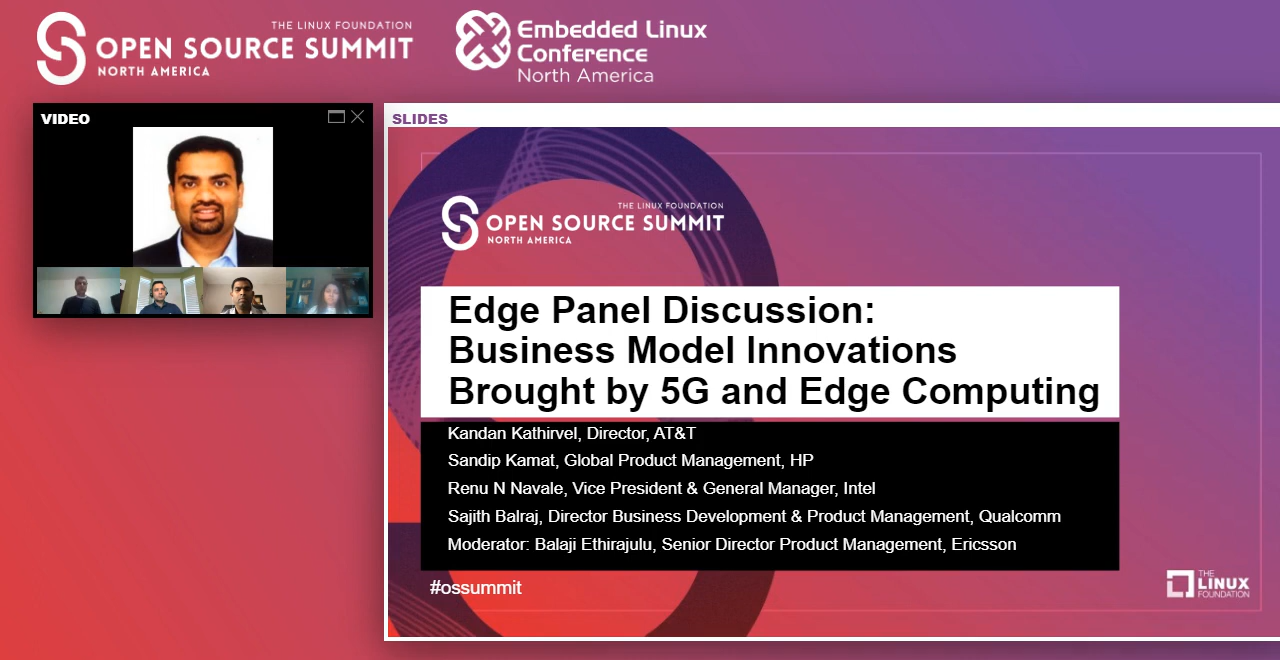 THE LINUX FOUNDATION
OPEN SOURCE SUMMIT
NORTH AMERICA
Embedded Linux
Conference
North America
VIDEO
SLIDES
THE LINUX FOUNDATION
OPEN SOURCE SUMMIT
NORTH AMERICA
Edge Panel Discussion:
Business Model Innovations
Brought by 5G and Edge Computing
Kandan Kathirvel, Director, AT&T
Sandip Kamat, Global Product Management, HP
Renu N Navale, Vice President & General Manager, Intel
Sajith Balraj, Director Business Development & Product Management, Qualcomm
Moderator: Balaji Ethirajulu, Senior Director Product Management, Ericsson
#ossummit
THE
LINUX
FOUNDATION